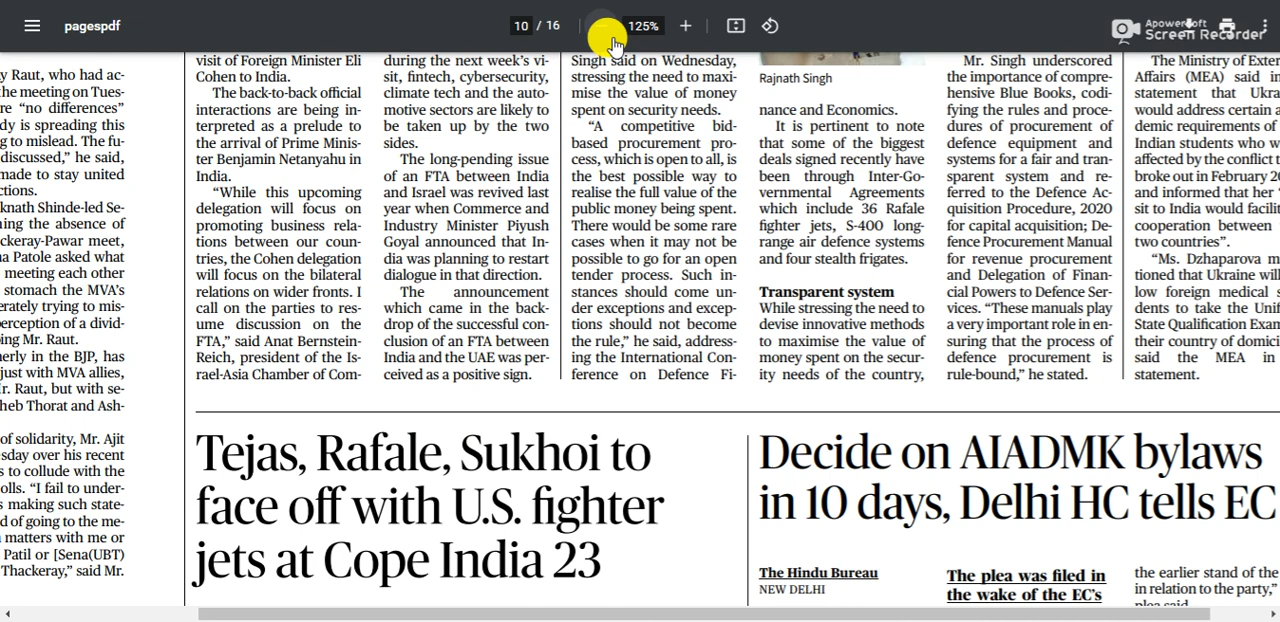 pagespdf
10 / 16
125%
Apowersoft
Screen Recorder
y Raut, who had ac-
the meeting on Tues-
re “no differences”
dy is spreading this
g to mislead. The fu-
discussed,” he said,
made to stay united
ctions.
knath Shinde-led Se-
ning the absence of
ckeray-Pawar meet,
na Patole asked what
meeting each other
stomach the MVA’s
erately trying to mis-
perception of a divid-
ping Mr. Raut.
merly in the BJP, has
just with MVA allies,
Mr. Raut, but with se-
heb Thorat and Ash-
of solidarity, Mr. Ajit
sday over his recent
s to collude with the
olls. “I fail to under-
s making such state-
d of going to the me-
n matters with me or
Patil or [Sena(UBT)
Thackeray,” said Mr.
visit of Foreign Minister Eli
Cohen to India.
The back-to-back official
interactions are being in-
terpreted as a prelude to
the arrival of Prime Minis-
ter Benjamin Netanyahu in
India.
“While this upcoming
delegation will focus on
promoting business rela-
tions between our coun-
tries, the Cohen delegation
will focus on the bilateral
relations on wider fronts. I
call on the parties to res-
ume discussion on the
FTA,” said Anat Bernstein-
Reich, president of the Is-
rael-Asia Chamber of Com-
during the next week’s vi-
sit, fintech, cybersecurity,
climate tech and the auto-
motive sectors are likely to
be taken up by the two
sides.
The long-pending issue
of an FTA between India
and Israel was revived last
year when Commerce and
Industry Minister Piyush
Goyal announced that In-
dia was planning to restart
dialogue in that direction.
The announcement
which came in the back-
drop of the successful con-
clusion of an FTA between
India and the UAE was per-
ceived as a positive sign.
Singh said on Wednesday,
stressing the need to maxi-
mise the value of money
spent on security needs.
“A competitive bid-
based procurement pro-
cess, which is open to all, is
the best possible way to
realise the full value of the
public money being spent.
There would be some rare
cases when it may not be
possible to go for an open
tender process. Such in-
stances should come un-
der exceptions and excep-
tions should not become
the rule,” he said, address-
ing the International Con-
ference on Defence Fi-
Rajnath Singh
nance and Economics.
It is pertinent to note
that some of the biggest
deals signed recently have
been through Inter-Go-
vernmental Agreements
which include 36 Rafale
fighter jets, S-400 long-
range air defence systems
and four stealth frigates.
Transparent system
While stressing the need to
devise innovative methods
to maximise the value of
money spent on the secur-
ity needs of the country,
Mr. Singh underscored
the importance of compre-
hensive Blue Books, codi-
fying the rules and proce-
dures of procurement of
defence equipment and
systems for a fair and tran-
sparent system and re-
ferred to the Defence Ac-
quisition Procedure, 2020
for capital acquisition; De-
fence Procurement Manual
for revenue procurement
and Delegation of Finan-
cial Powers to Defence Ser-
vices. “These manuals play
a very important role in en-
suring that the process of
defence procurement is
rule-bound,” he stated.
The Ministry of Exter
Affairs (MEA) said in
statement that Ukra
would address certain a
demic requirements of
Indian students who w
affected by the conflict t
broke out in February 20
and informed that her “
sit to India would facilit
cooperation between
two countries”.
“Ms. Dzhaparova m
tioned that Ukraine will
low foreign medical s
dents to take the Unif
State Qualification Exam
their country of domici
said the MEA in
statement.
Tejas, Rafale, Sukhoi to
face off with U.S. fighter
jets at Cope India 23
Decide on AIADMK bylaws
in 10 days, Delhi HC tells EC
The Hindu Bureau
NEW DELHI
The plea was filed in
the wake of the EC’s
the earlier stand of the
in relation to the party,”
plea said.